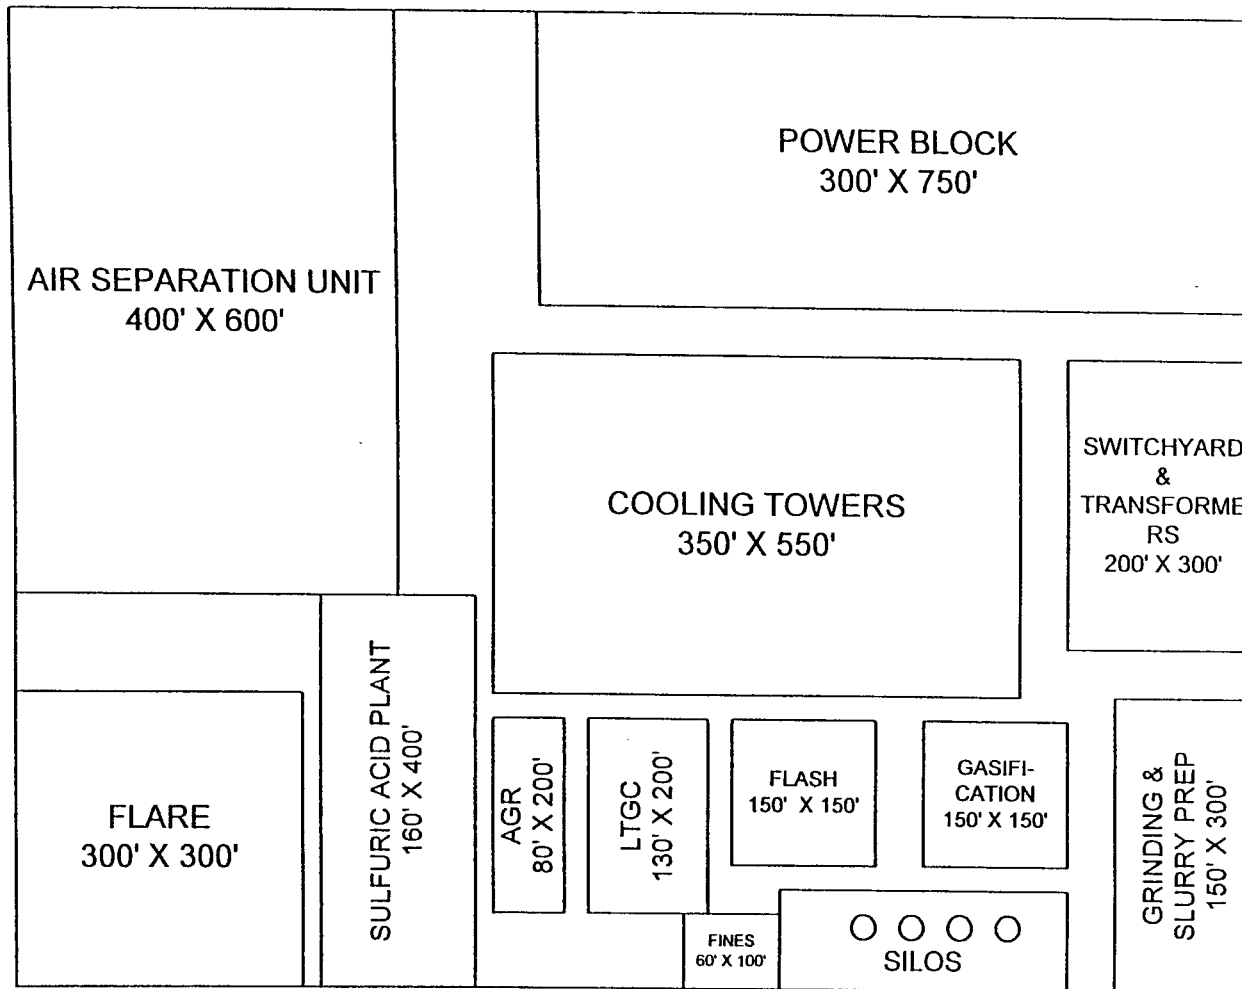 POWER BLOCK
300' X 750'
AIR SEPARATION UNIT
400' X 600'
COOLING TOWERS
350' X 550'
SWITCHYARD
&
TRANSFORME
RS
200' X 300'
FLARE
300' X 300'
SULFURIC ACID PLANT
160' X 400'
AGR
80' X 200'
LTGC
130' X 200'
FLASH
150' X 150'
GASIFI-
CATION
150' X 150'
GRINDING &
SLURRY PREP
150' X 300'
FINES
60' X 100'
SILOS